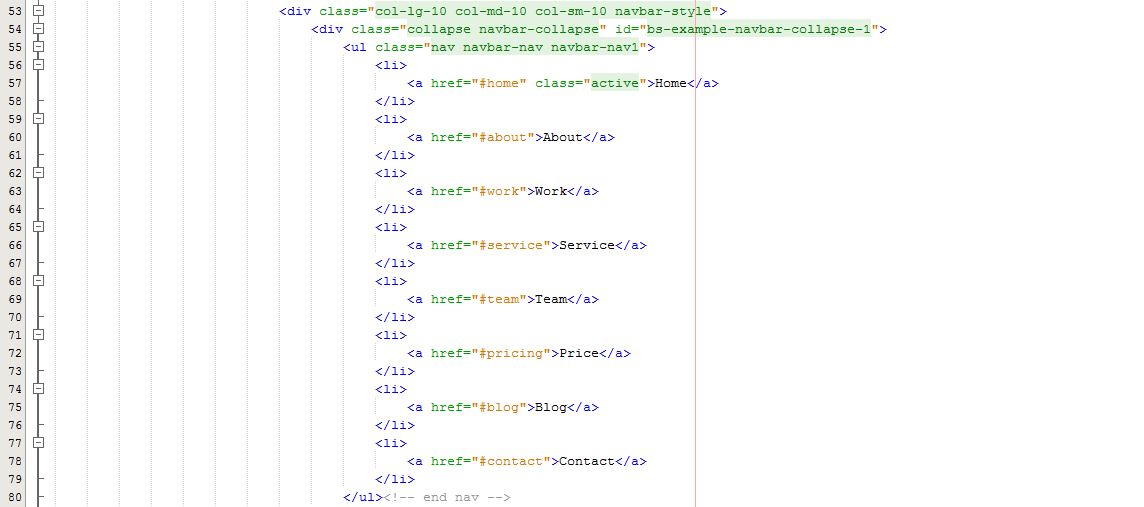 53 <div class="col-lg-10 col-md-10 col-sm-10 navbar-style">
54 <div class="collapse navbar-collapse" id="bs-example-navbar-collapse-1">
55 <ul class="nav navbar-nav navbar-nav1">
56 <li>
57 <a href="#home" class="active">Home</a>
58 </li>
59 <li>
60 <a href="#about">About</a>
61 </li>
62 <li>
63 <a href="#work">Work</a>
64 </li>
65 <li>
66 <a href="#service">Service</a>
67 </li>
68 <li>
69 <a href="#team">Team</a>
70 </li>
71 <li>
72 <a href="#pricing">Price</a>
73 </li>
74 <li>
75 <a href="#blog">Blog</a>
76 </li>
77 <li>
78 <a href="#contact">Contact</a>
79 </li>
80 </ul><!-- end nav -->